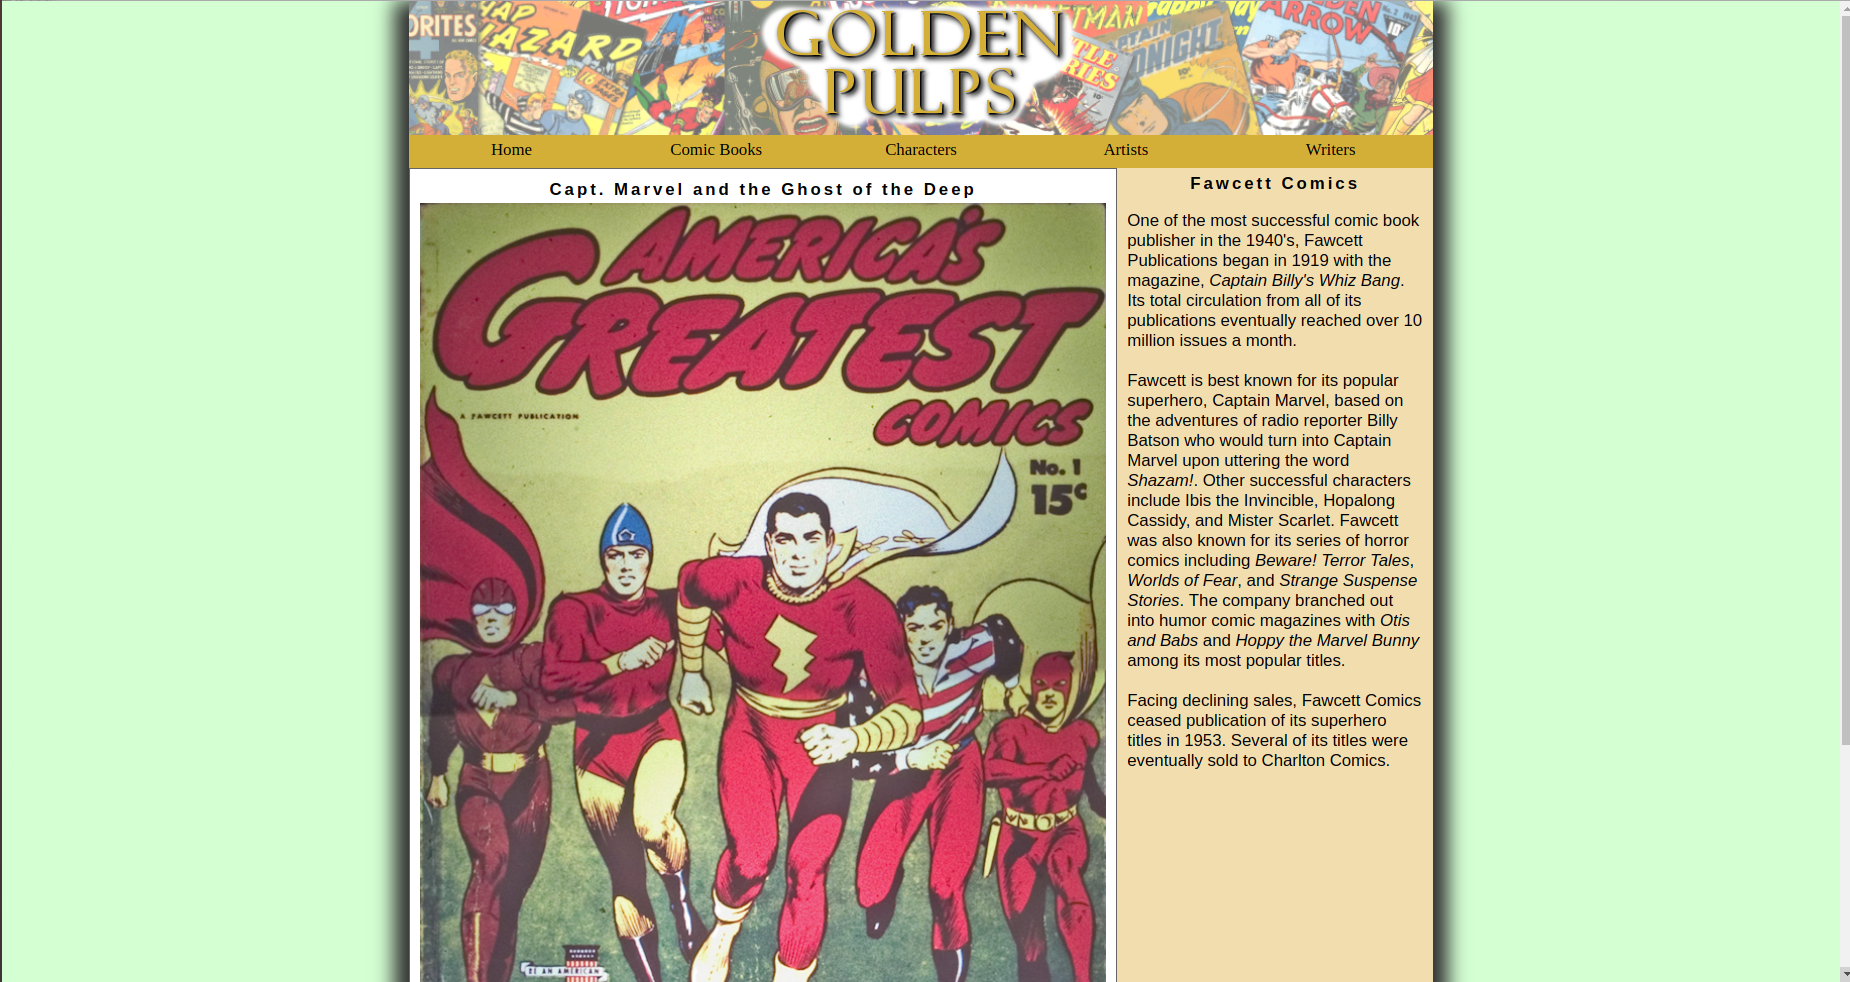 ORITES
HAZARD
GOLDEN
PULPS
ARROW
10¢
Home
Comic Books
Characters
Artists
Writers
Capt. Marvel and the Ghost of the Deep
AMERICA'S
GREATEST
COMICS
A FAWCETT PUBLICATION
No. 1
15c
Fawcett Comics
One of the most successful comic book
publisher in the 1940's, Fawcett
Publications began in 1919 with the
magazine, Captain Billy's Whiz Bang.
Its total circulation from all of its
publications eventually reached over 10
million issues a month.
Fawcett is best known for its popular
superhero, Captain Marvel, based on
the adventures of radio reporter Billy
Batson who would turn into Captain
Marvel upon uttering the word
Shazam!. Other successful characters
include Ibis the Invincible, Hopalong
Cassidy, and Mister Scarlet. Fawcett
was also known for its series of horror
comics including Beware! Terror Tales,
Worlds of Fear, and Strange Suspense
Stories. The company branched out
into humor comic magazines with Otis
and Babs and Hoppy the Marvel Bunny
among its most popular titles.
Facing declining sales, Fawcett Comics
ceased publication of its superhero
titles in 1953. Several of its titles were
eventually sold to Charlton Comics.